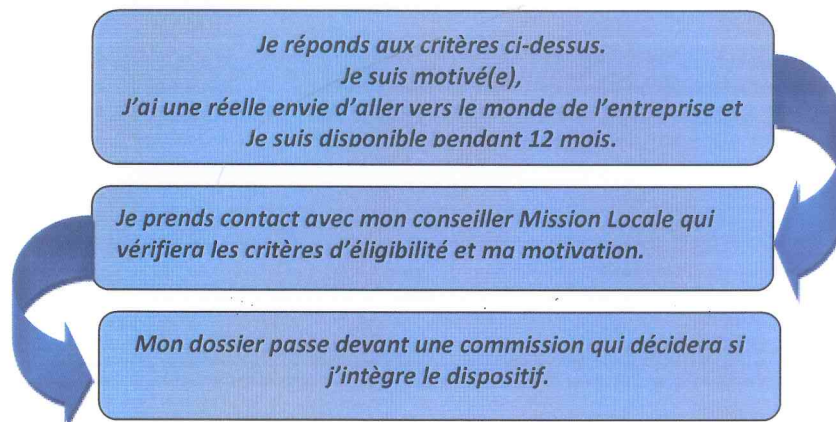 Je réponds aux critères ci-dessus.
Je suis motivé(e),
J'ai une réelle envie d'aller vers le monde de l'entreprise et
Je suis disponible pendant 12 mois.
Je prends contact avec mon conseiller Mission Locale qui
vérifiera les critères d'éligibilité et ma motivation.
Mon dossier passe devant une commission qui décidera si
j'intègre le dispositif.